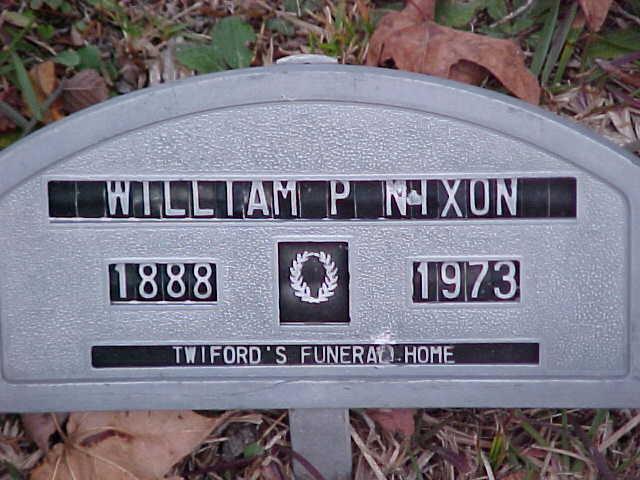 WILLIAM P NIXON
1888 1973
TWIFORD'S FUNERAL HOME